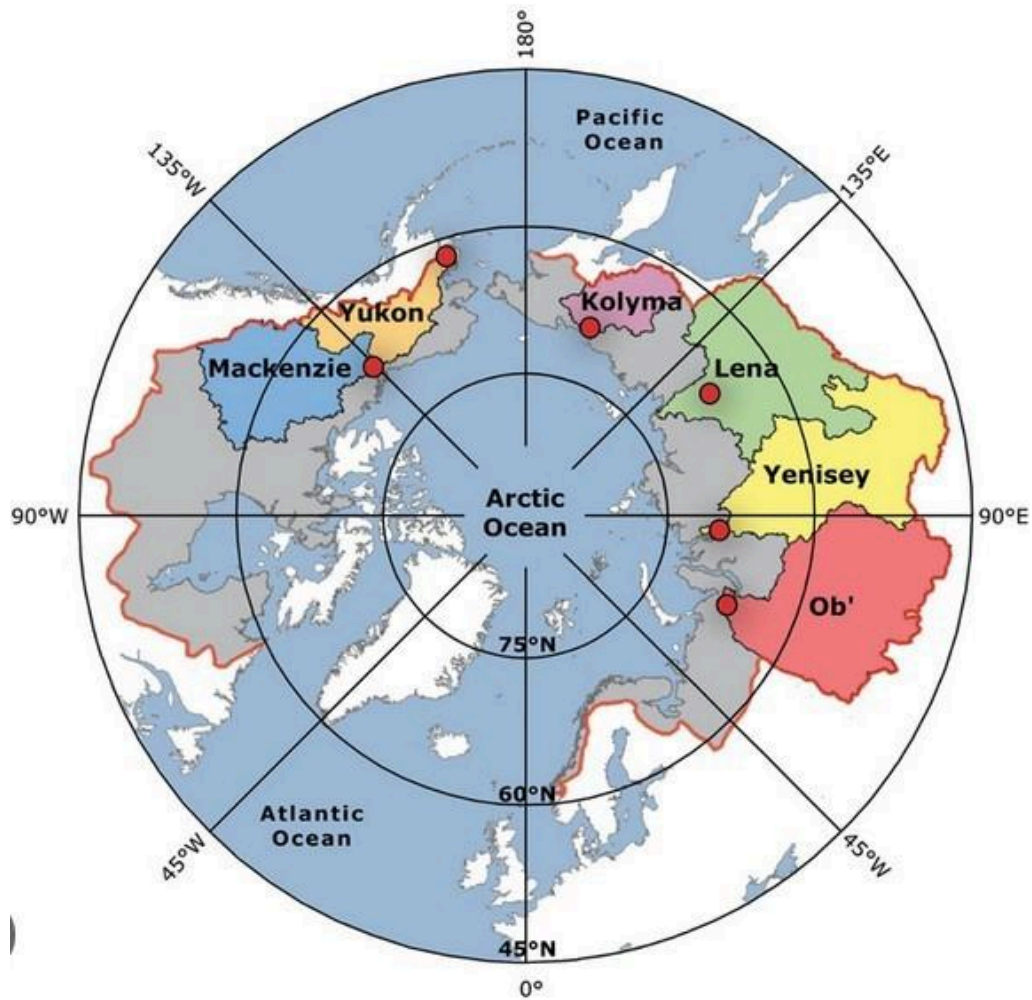 180°
Pacific
Ocean
135°W
135°E
Kolyma
Yukon
Mackenzie
Lena
Yenisey
Arctic
Ocean
90°W
90°E
Ob'
75°N
60°N
Atlantic
Ocean
45°W
45°W
45°N
0°